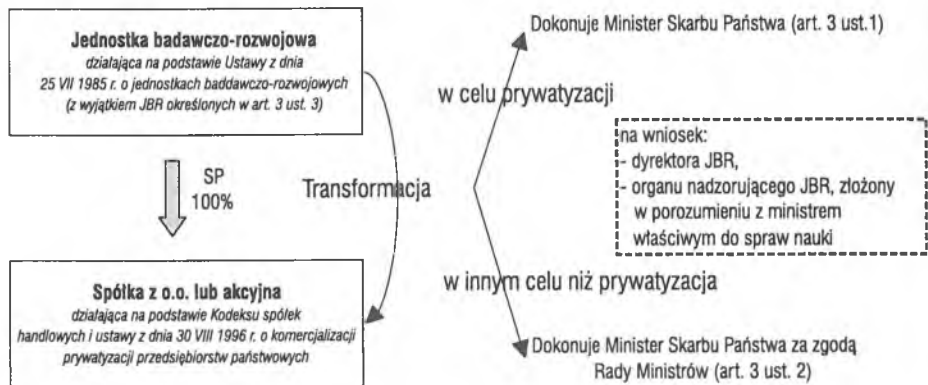 Jednostka badawczo-rozwojowa
działająca na podstawie Ustawy z dnia
25 VII 1985 r. o jednostkach baddawczo-rozwojowych
(z wyjątkiem JBR określonych w art. 3 ust. 3)
SP
100%
Transformacja
Spółka z o.o. lub akcyjna
działająca na podstawie Kodeksu spółek
handlowych i ustawy z dnia 30 VIII 1996 r. o komercjalizacji
prywatyzacji przedsiębiorstw państwowych
Dokonuje Minister Skarbu Państwa (art. 3 ust.1)
w celu prywatyzacji
na wniosek:
- dyrektora JBR,
- organu nadzorującego JBR, złożony
w porozumieniu z ministrem
właściwym do spraw nauki
w innym celu niż prywatyzacja
Dokonuje Minister Skarbu Państwa za zgodą
Rady Ministrów (art. 3 ust. 2)